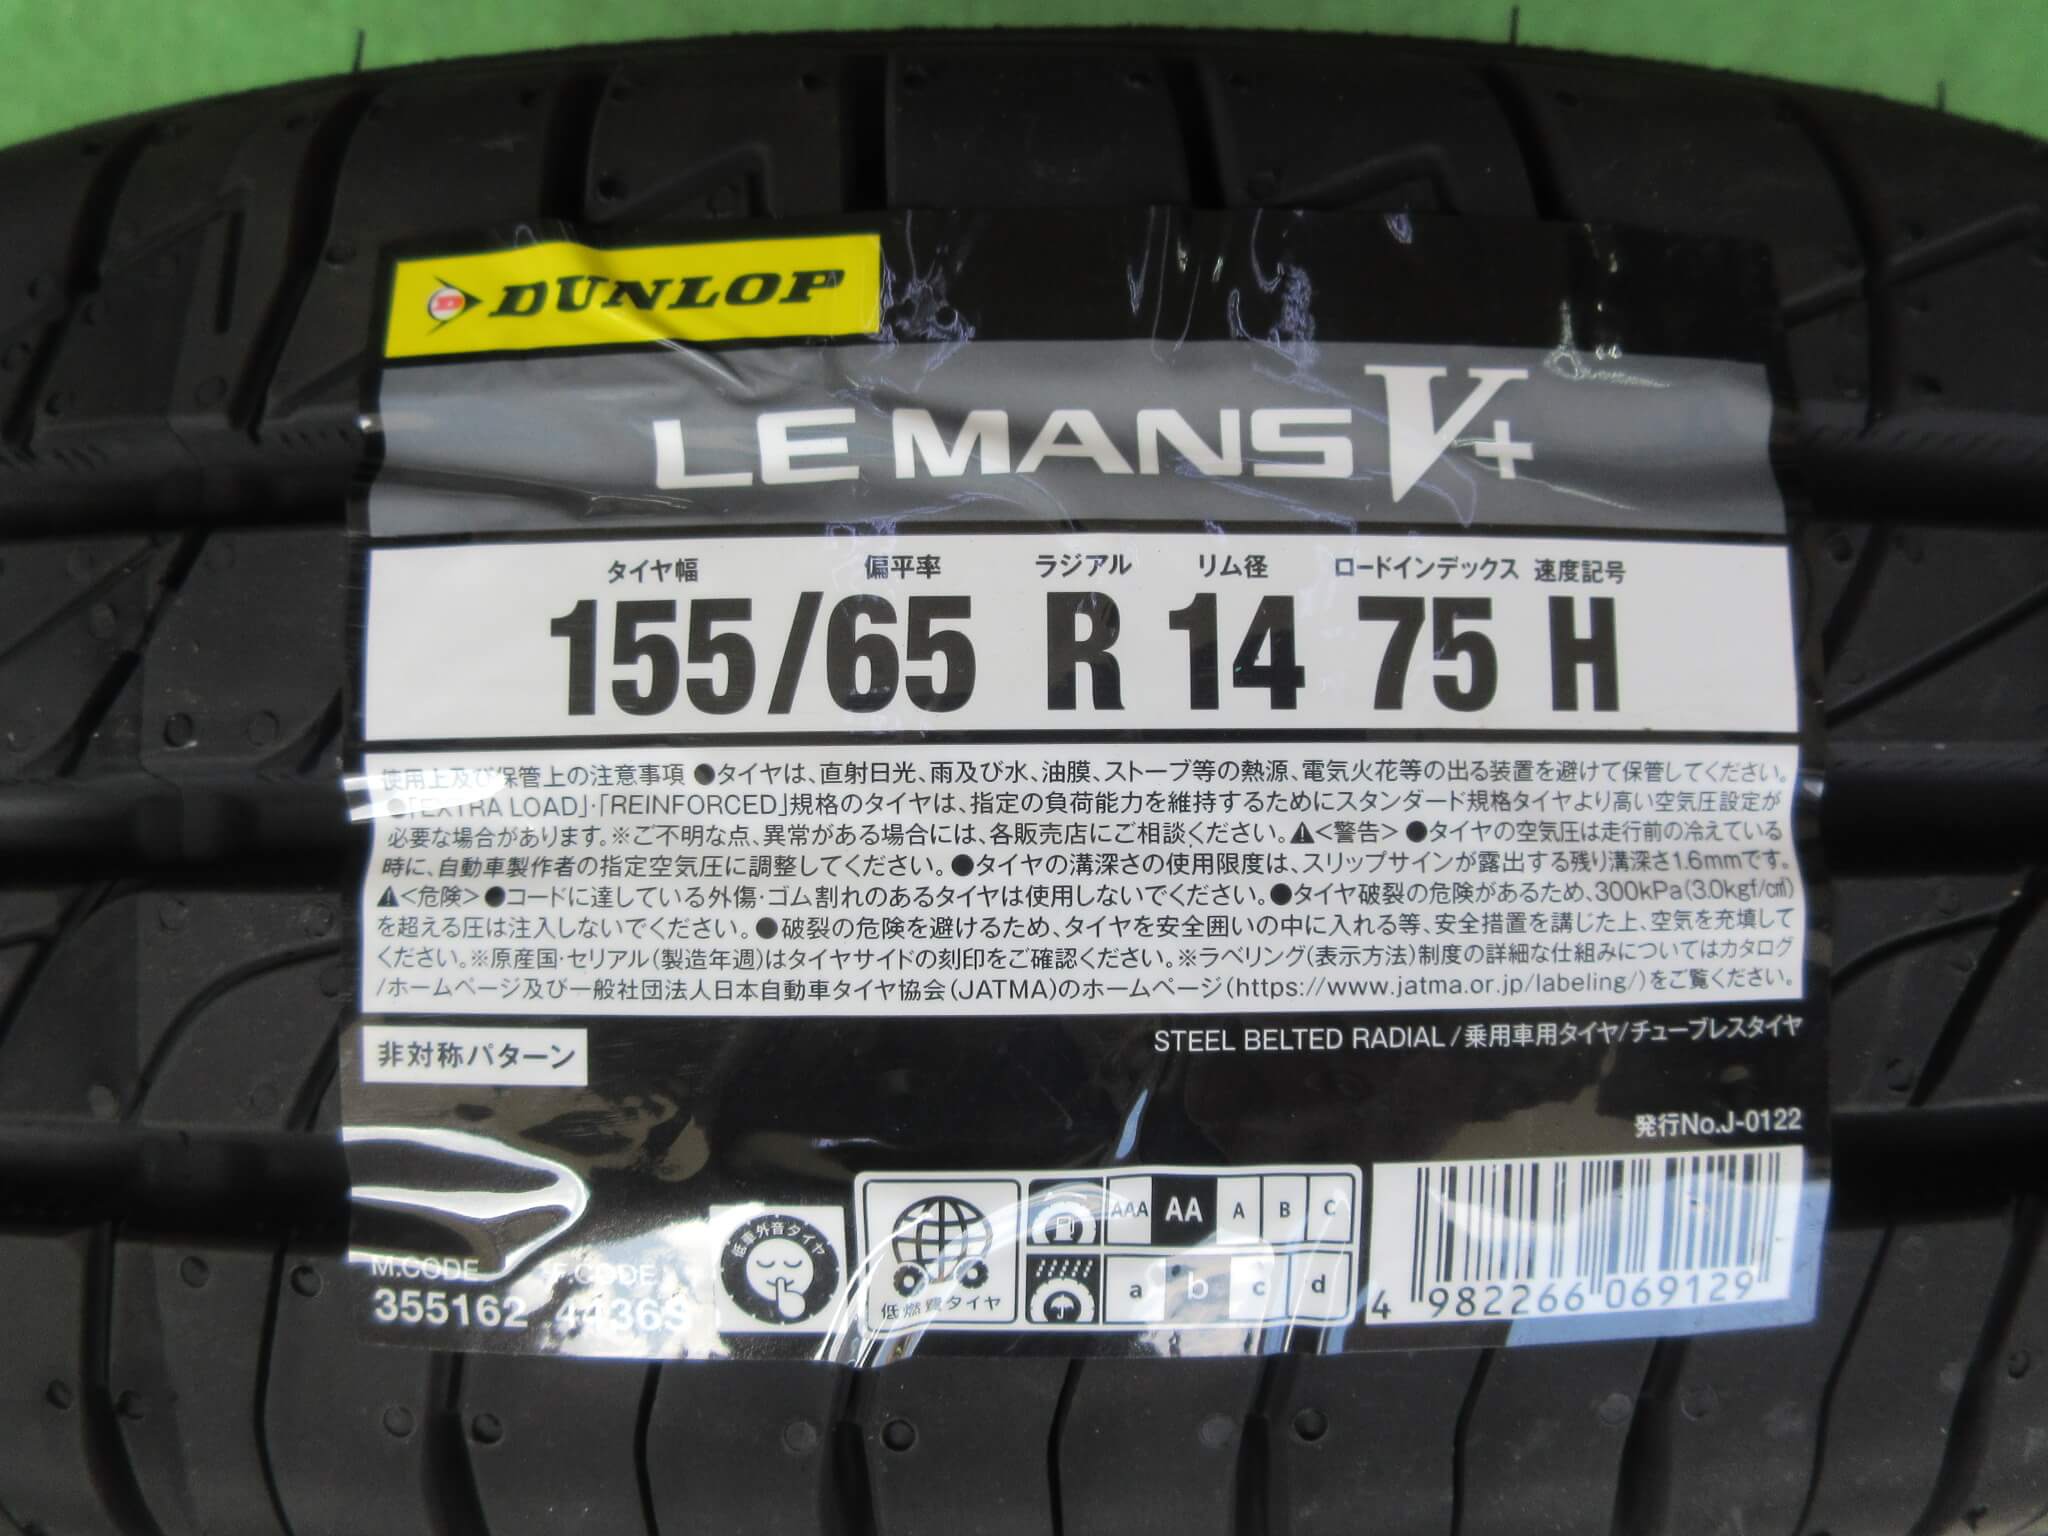 DUNLOP
LE MANS V+
タイヤ幅 偏平率 ラジアル リム径 ロードインデックス 速度記号
155/65 R 14 75 H
使用上及び保管上の注意事項 ●タイヤは、直射日光、雨及び水、油膜、ストーブ等の熱源、電気火花等の出る装置を避けて保管してください。
●「EXTRA LOAD」・「REINFORCED」規格のタイヤは、指定の負荷能力を維持するためにスタンダード規格タイヤより高い空気圧設定が
必要な場合があります。※ご不明な点、異常がある場合には、各販売店にご相談ください。⚠<警告> ●タイヤの空気圧は走行前の冷えている
時に、自動車製作者の指定空気圧に調整してください。●タイヤの溝深さの使用限度は、スリップサインが露出する残り溝深さ1.6mmです。
⚠<危険> ●コードに達している外傷・ゴム割れのあるタイヤは使用しないでください。●タイヤ破裂の危険があるため、300kPa(3.0kgf/c㎡)
を超える圧は注入しないでください。●破裂の危険を避けるため、タイヤを安全囲いの中に入れる等、安全措置を講じた上、空気を充填して
ください。※原産国・セリアル(製造年週)はタイヤサイドの刻印をご確認ください。※ラベリング(表示方法)制度の詳細な仕組みについてはカタログ
/ホームページ及び一般社団法人日本自動車タイヤ協会(JATMA)のホームページ(https://www.jatma.or.jp/labeling/)をご覧ください。
非対称パターン
STEEL BELTED RADIAL/乗用車用タイヤ/チューブレスタイヤ
発行No.J-0122
M.CODE F.CODE
355162 4436S
低車外音タイヤ
低燃費タイヤ
AAA AA A B C
a b c d
4 982266 069129